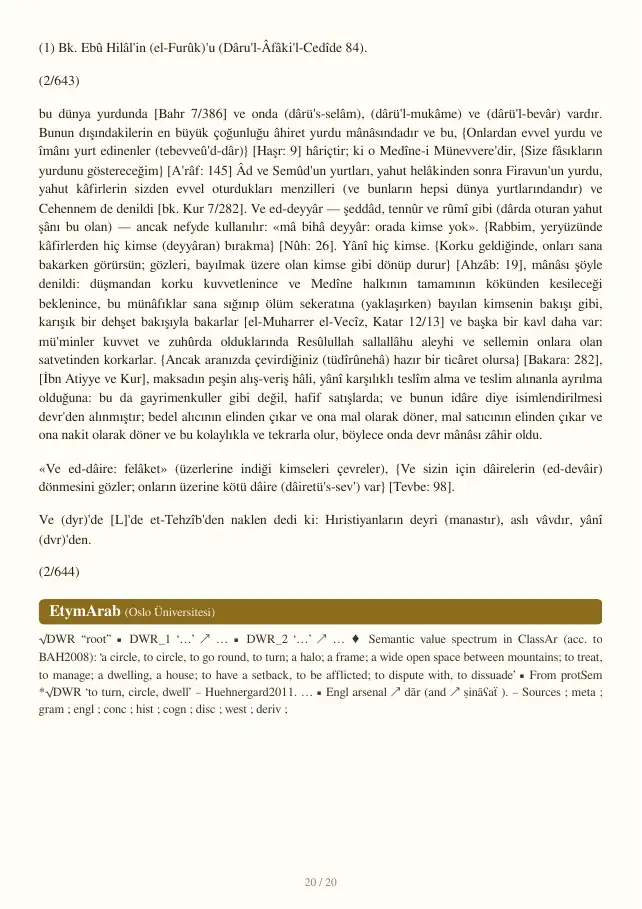 (1) Bk. Ebû Hilâl'in (el-Furûk)'u (Dâru'l-Âfâki'l-Cedîde 84).
(2/643)
bu dünya yurdunda [Bahr 7/386] ve onda (dârü's-selâm), (dârü'l-mukâme) ve (dârü'l-bevâr) vardır.
Bunun dışındakilerin en büyük çoğunluğu âhiret yurdu mânâsındadır ve bu, {Onlardan evvel yurdu ve
îmânı yurt edinenler (tebevveû'd-dâr)} [Haşr: 9] hâriçtir; ki o Medîne-i Münevvere'dir, {Size fâsıkların
yurdunu göstereceğim} [A'râf: 145] Âd ve Semûd'un yurtları, yahut helâkinden sonra Firavun'un yurdu,
yahut kâfirlerin sizden evvel oturdukları menzilleri (ve bunların hepsi dünya yurtlarındandır) ve
Cehennem de denildi [bk. Kur 7/282]. Ve ed-deyyâr — şeddâd, tennûr ve rûmî gibi (dârda oturan yahut
şânı bu olan) — ancak nefyde kullanılır: «mâ bihâ deyyâr: orada kimse yok». {Rabbim, yeryüzünde
kâfirlerden hiç kimse (deyyâran) bırakma} [Nûh: 26]. Yânî hiç kimse. {Korku geldiğinde, onları sana
bakarken görürsün; gözleri, bayılmak üzere olan kimse gibi dönüp durur} [Ahzâb: 19], mânâsı şöyle
denildi: düşmandan korku kuvvetlenince ve Medîne halkının tamamının kökünden kesileceği
beklenince, bu münâfıklar sana sığınıp ölüm sekeratına (yaklaşırken) bayılan kimsenin bakışı gibi,
karışık bir dehşet bakışıyla bakarlar [el-Muharrer el-Vecîz, Katar 12/13] ve başka bir kavl daha var:
mü'minler kuvvet ve zuhûrda olduklarında Resûlullah sallallâhu aleyhi ve sellemin onlara olan
satvetinden korkarlar. {Ancak aranızda çevirdiğiniz (tüdîrûnehâ) hazır bir ticâret olursa} [Bakara: 282],
[İbn Atiyye ve Kur], maksadın peşin alış-veriş hâli, yânî karşılıklı teslîm alma ve teslim alınanla ayrılma
olduğuna: bu da gayrimenkuller gibi değil, hafif satışlarda; ve bunun idâre diye isimlendirilmesi
devr'den alınmıştır; bedel alıcının elinden çıkar ve ona mal olarak döner, mal satıcının elinden çıkar ve
ona nakit olarak döner ve bu kolaylıkla ve tekrarla olur, böylece onda devr mânâsı zâhir oldu.
«Ve ed-dâire: felâket» (üzerlerine indiği kimseleri çevreler), {Ve sizin için dâirelerin (ed-devâir)
dönmesini gözler; onların üzerine kötü dâire (dâiretü's-sev') var} [Tevbe: 98].
Ve (dyr)'de [L]'de et-Tehzîb'den naklen dedi ki: Hıristiyanların deyri (manastır), aslı vâvdır, yânî
(dvr)'den.
(2/644)
EtymArab (Oslo Üniversitesi)
√DWR “root” ▪ DWR_1 ‘…’ ↗ … ▪ DWR_2 ‘…’ ↗ … ♦ Semantic value spectrum in ClassAr (acc. to
BAH2008): ‘a circle, to circle, to go round, to turn; a halo; a frame; a wide open space between mountains; to treat,
to manage; a dwelling, a house; to have a setback, to be afflicted; to dispute with, to dissuade’ ▪ From protSem
*√DWR ‘to turn, circle, dwell’ – Huehnergard2011. … ▪ Engl arsenal ↗ dār (and ↗ ṣināʕaẗ ). – Sources ; meta ;
gram ; engl ; conc ; hist ; cogn ; disc ; west ; deriv ;
20 / 20